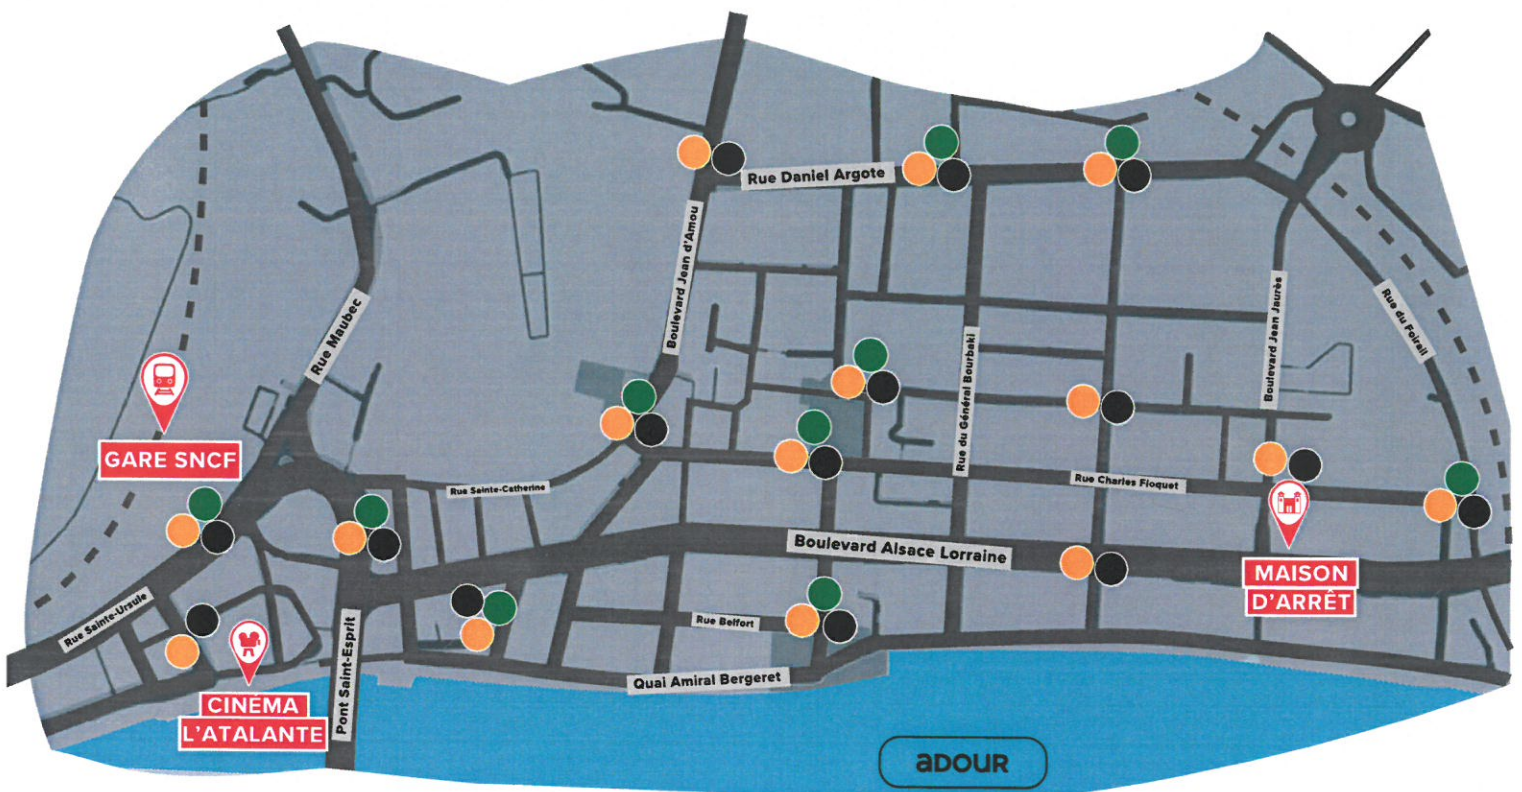 Rue Daniel Argote
Boulevard Jean d'Amou
Rue Maubec
Boulevard Jean Jaurès
Rue du Foirail
Rue du Général Bourbaki
GARE SNCF
Rue Sainte-Catherine
Rue Charles Floquet
Boulevard Alsace Lorraine
MAISON
D'ARRÊT
Rue Sainte-Ursule
Pont Saint-Esprit
Rue Belfort
Quai Amiral Bergeret
CINÉMA
L'ATALANTE
aDOUR